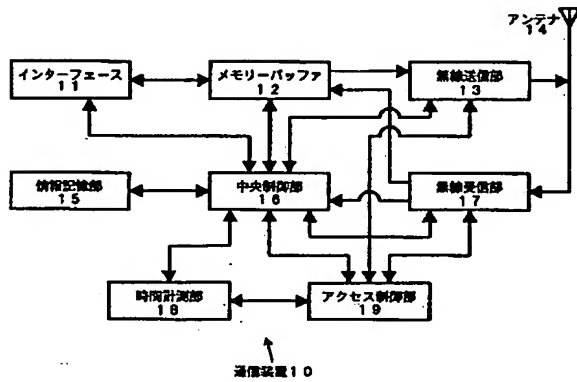 アンテナ
14
インターフェース
11
メモリーバッファ
12
無線送信部
13
情報記憶部
15
中央制御部
16
無線受信部
17
時間計測部
18
アクセス制御部
19
通信装置10